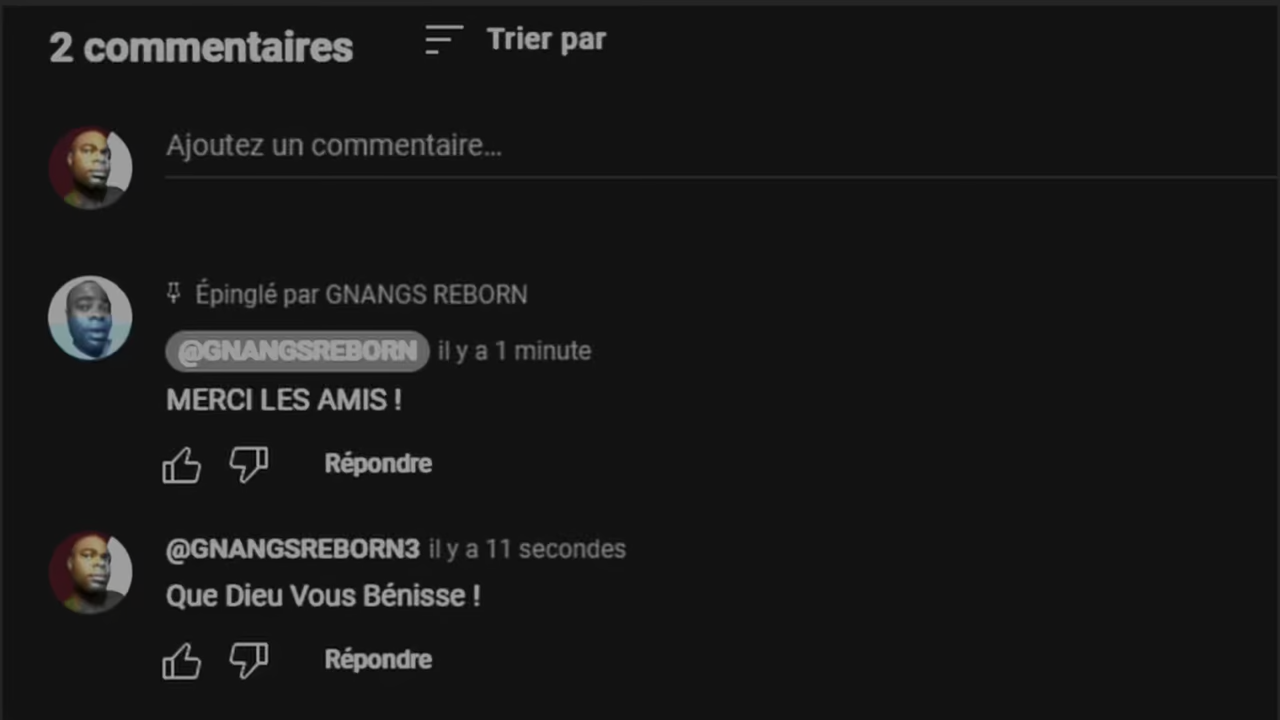 2 commentaires Trier par
Ajoutez un commentaire...
Épinglé par GNANGS REBORN
@GNANGSREBORN il y a 1 minute
MERCI LES AMIS !
Répondre
@GNANGSREBORN3 il y a 11 secondes
Que Dieu Vous Bénisse !
Répondre